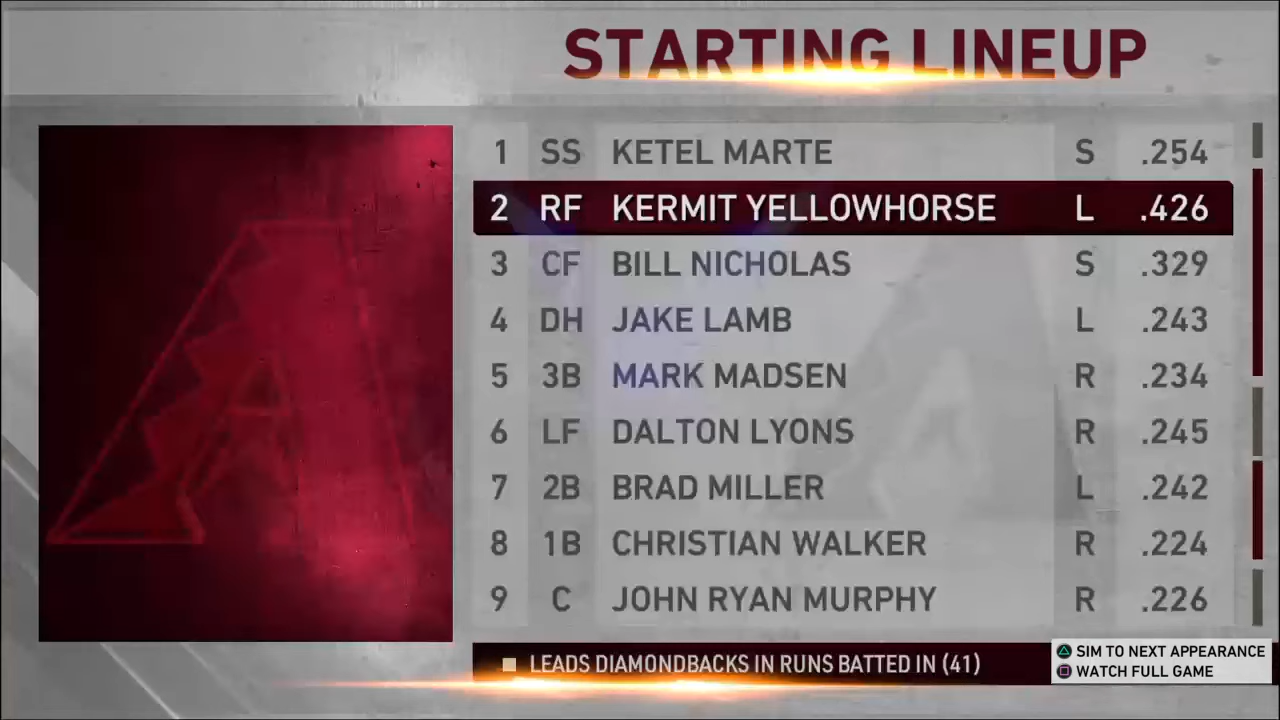 STARTING LINEUP
1 SS KETEL MARTE S .254
2 RF KERMIT YELLOWHORSE L .426
3 CF BILL NICHOLAS S .329
4 DH JAKE LAMB L .243
5 3B MARK MADSEN R .234
6 LF DALTON LYONS R .245
7 2B BRAD MILLER L .242
8 1B CHRISTIAN WALKER R .224
9 C JOHN RYAN MURPHY R .226
LEADS DIAMONDBACKS IN RUNS BATTED IN (41)
SIM TO NEXT APPEARANCE
WATCH FULL GAME